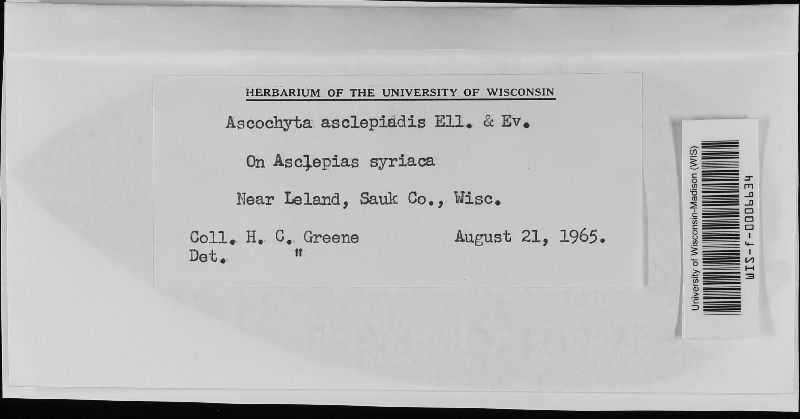 HERBARIUM OF THE UNIVERSITY OF WISCONSIN
Ascochyta asclepiadis Ell. & Ev.
On Asclepias syriaca
Near Leland, Sauk Co., Wisc.
Coll. H. C. Greene August 21, 1965.
Det. "
University of Wisconsin-Madison (WIS)
WIS-f-0006634